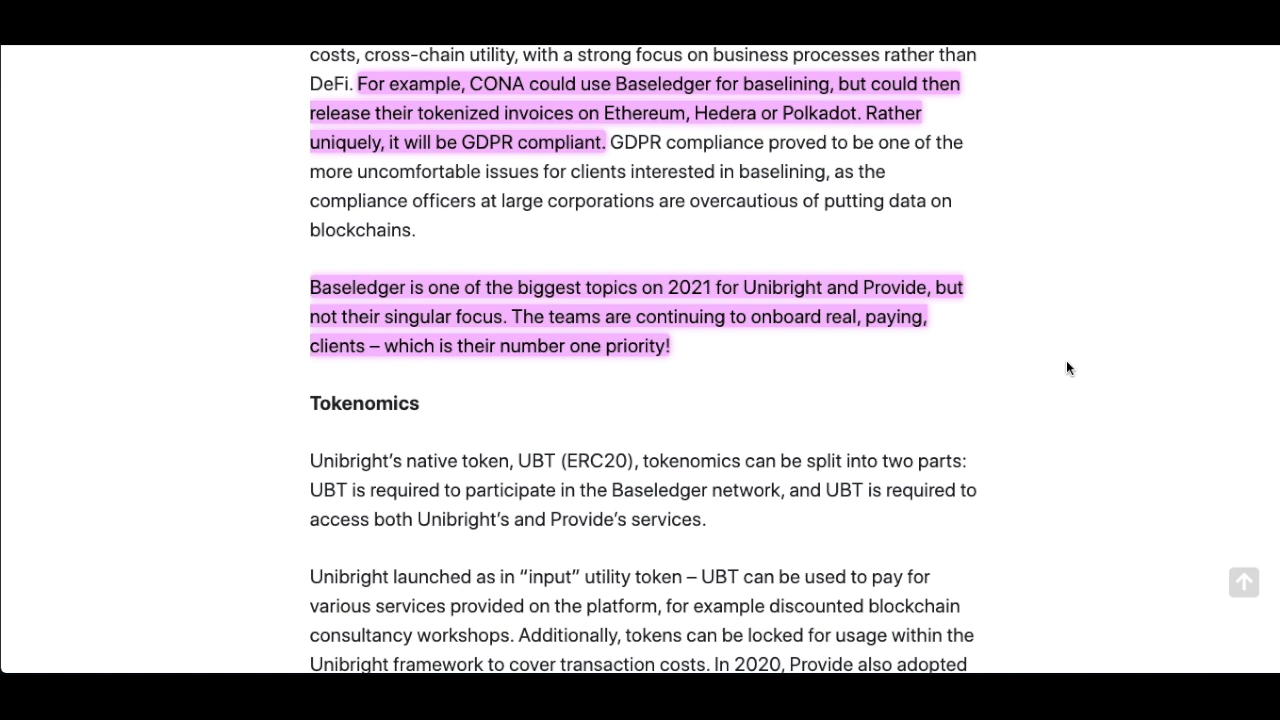 costs, cross-chain utility, with a strong focus on business processes rather than
DeFi. For example, CONA could use Baseledger for baselining, but could then
release their tokenized invoices on Ethereum, Hedera or Polkadot. Rather
uniquely, it will be GDPR compliant. GDPR compliance proved to be one of the
more uncomfortable issues for clients interested in baselining, as the
compliance officers at large corporations are overcautious of putting data on
blockchains.
Baseledger is one of the biggest topics on 2021 for Unibright and Provide, but
not their singular focus. The teams are continuing to onboard real, paying,
clients – which is their number one priority!
Tokenomics
Unibright’s native token, UBT (ERC20), tokenomics can be split into two parts:
UBT is required to participate in the Baseledger network, and UBT is required to
access both Unibright’s and Provide’s services.
Unibright launched as in “input” utility token – UBT can be used to pay for
various services provided on the platform, for example discounted blockchain
consultancy workshops. Additionally, tokens can be locked for usage within the
Unibright framework to cover transaction costs. In 2020, Provide also adopted